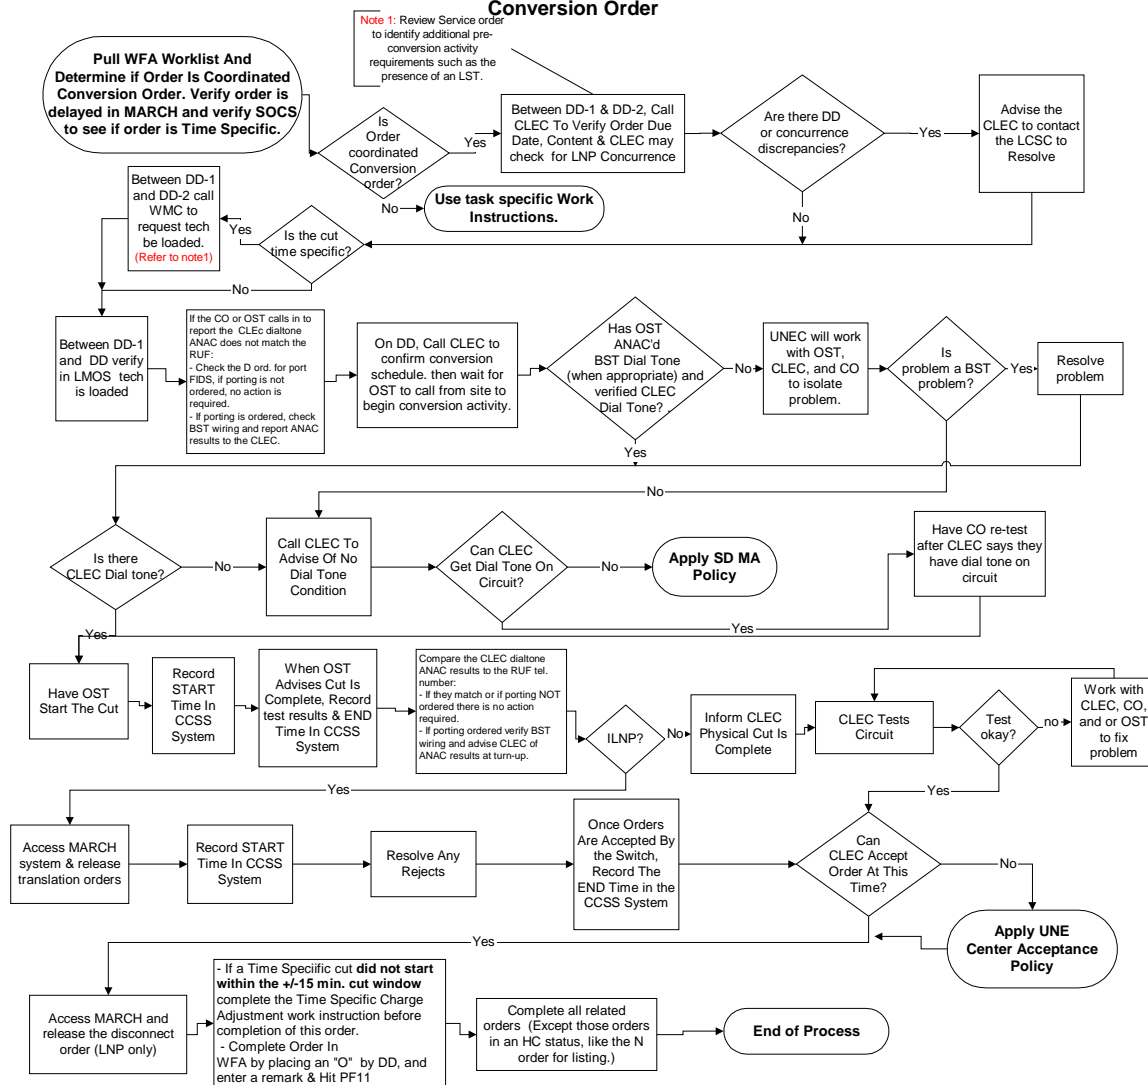 Conversion Order
Note 1: Review Service order
to identify additional pre-
conversion activity
requirements such as the
presence of an LST.
Pull WFA Worklist And
Determine if Order Is Coordinated
Conversion Order. Verify order is
delayed in MARCH and verify SOCS
to see if order is Time Specific.
Is
Order
coordinated
Conversion
order?
Yes
No
Use task specific Work
Instructions.
Between DD-1 & DD-2, Call
CLEC To Verify Order Due
Date, Content & CLEC may
check for LNP Concurrence
Are there DD
or concurrence
discrepancies?
Yes
No
Advise the
CLEC to contact
the LCSC to
Resolve
Between DD-1
and DD-2 call
WMC to
request tech
be loaded.
(Refer to note1)
Yes
Is the cut
time specific?
No
Between DD-1
and DD verify
in LMOS tech
is loaded
If the CO or OST calls in to
report the CLEc dialtone
ANAC does not match the
RUF:
- Check the D ord. for port
FIDS, if porting is not
ordered, no action is
required.
- If porting is ordered, check
BST wiring and report ANAC
results to the CLEC.
On DD, Call CLEC to
confirm conversion
schedule. then wait for
OST to call from site to
begin conversion activity.
Has OST
ANAC'd
BST Dial Tone
(when appropriate) and
verified CLEC
Dial Tone? .
No
Yes
UNEC will work
with OST,
CLEC, and CO
to isolate
problem.
Is
problem a BST
problem?
Yes
No
Resolve
problem
Is there
CLEC Dial tone?
No
Yes
Call CLEC To
Advise Of No
Dial Tone
Condition
Can CLEC
Get Dial Tone On
Circuit?
No
Yes
Apply SD MA
Policy
Have CO re-test
after CLEC says they
have dial tone on
circuit
Have OST
Start The Cut
Record
START
Time In
CCSS
System
When OST
Advises Cut Is
Complete, Record
test results & END
Time In CCSS
System
Compare the CLEC dialtone
ANAC results to the RUF tel.
number:
- If they match or if porting NOT
ordered there is no action
required.
- If porting ordered verify BST
wiring and advise CLEC of
ANAC results at turn-up.
ILNP?
No
Yes
Inform CLEC
Physical Cut Is
Complete
CLEC Tests
Circuit
Test
okay?
no
Yes
Work with
CLEC, CO,
and or OST
to fix
problem
Access MARCH
system & release
translation orders
Record START
Time In CCSS
System
Resolve Any
Rejects
Once Orders
Are Accepted By
the Switch,
Record The
END Time in the
CCSS System
Can
CLEC Accept
Order At This
Time?
No
Yes
Apply UNE
Center Acceptance
Policy
Access MARCH and
release the disconnect
order (LNP only)
- If a Time Speciific cut did not start
within the +/-15 min. cut window
complete the Time Specific Charge
Adjustment work instruction before
completion of this order.
- Complete Order In
WFA by placing an "O" by DD, and
enter a remark & Hit PF11
Complete all related
orders (Except those orders
in an HC status, like the N
order for listing.)
End of Process